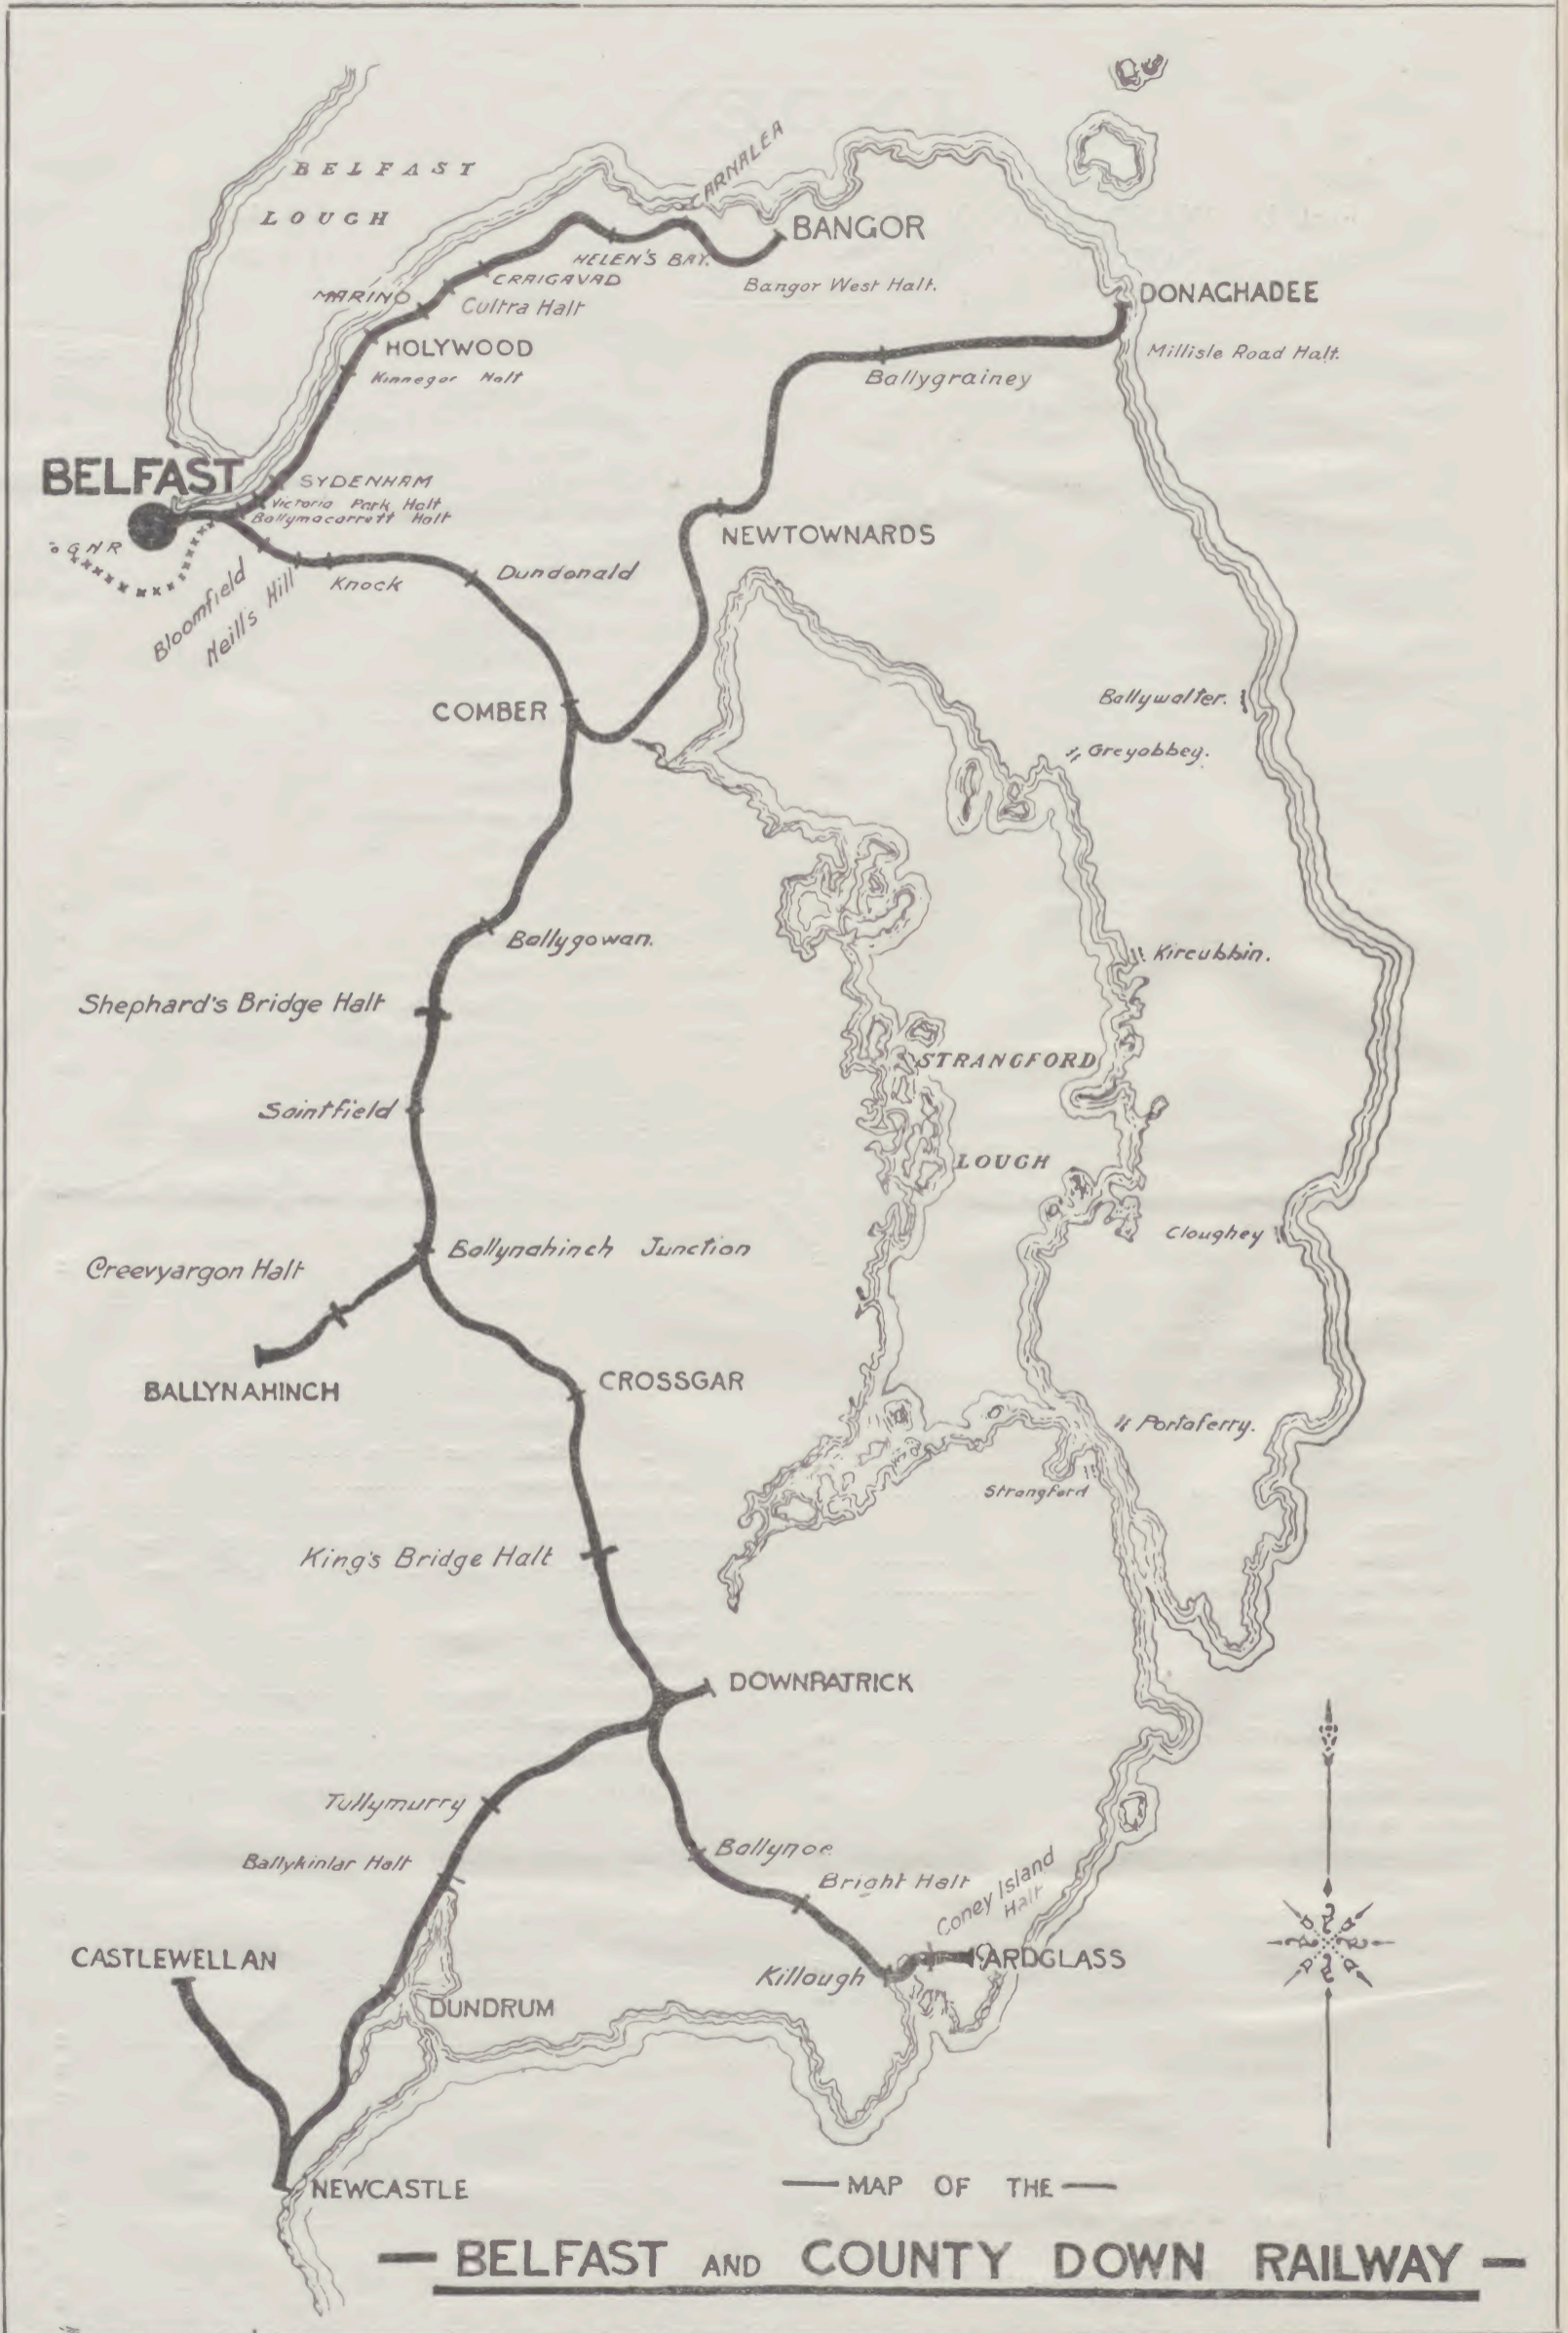 BELFAST
LOUGH
CARNALEA
BANGOR
HELEN'S BAY.
CRAIGAVAD
Bangor West Halt.
MARINO
Cultra Halt
DONAGHADEE
HOLYWOOD
Millisle Road Halt.
Kinnegar Halt
Ballygrainey
BELFAST
SYDENHAM
Victoria Park Halt
Ballymacarrett Halt
GNR
NEWTOWNARDS
Bloomfield
Neill's Hill
Knock
Dundonald
COMBER
Ballywalter.
Greyabbey.
Ballygowan.
Kircubbin.
Shephard's Bridge Halt
STRANGFORD
Saintfield
LOUGH
Cloughey
Ballynahinch Junction
Creevyargon Halt
BALLYNAHINCH
CROSSGAR
Portaferry.
Strangford
King's Bridge Halt
DOWNPATRICK
Tullymurry
Ballynoe
Ballykinlar Halt
Bright Halt
Coney Island
Halt
CASTLEWELLAN
Killough
ARDGLASS
DUNDRUM
NEWCASTLE
— MAP OF THE —
— BELFAST AND COUNTY DOWN RAILWAY —